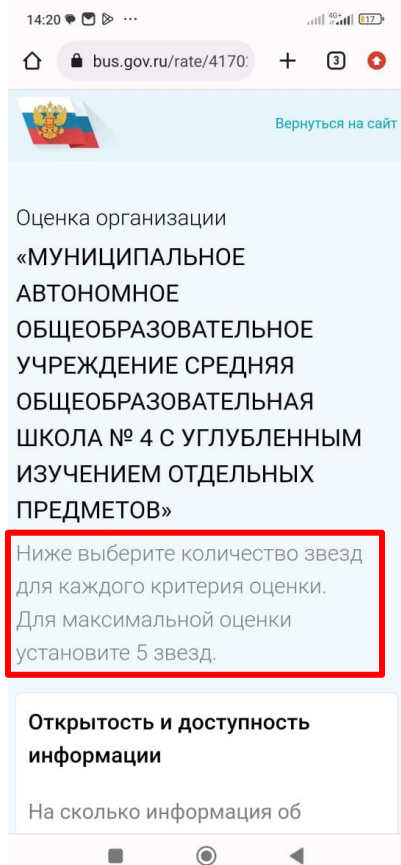 14:20
4G+
17
bus.gov.ru/rate/4170
3
Вернуться на сайт
Оценка организации
«МУНИЦИПАЛЬНОЕ
АВТОНОМНОЕ
ОБЩЕОБРАЗОВАТЕЛЬНОЕ
УЧРЕЖДЕНИЕ СРЕДНЯЯ
ОБЩЕОБРАЗОВАТЕЛЬНАЯ
ШКОЛА № 4 С УГЛУБЛЕННЫМ
ИЗУЧЕНИЕМ ОТДЕЛЬНЫХ
ПРЕДМЕТОВ»
Ниже выберите количество звезд
для каждого критерия оценки.
Для максимальной оценки
установите 5 звезд.
Открытость и доступность
информации
На сколько информация об